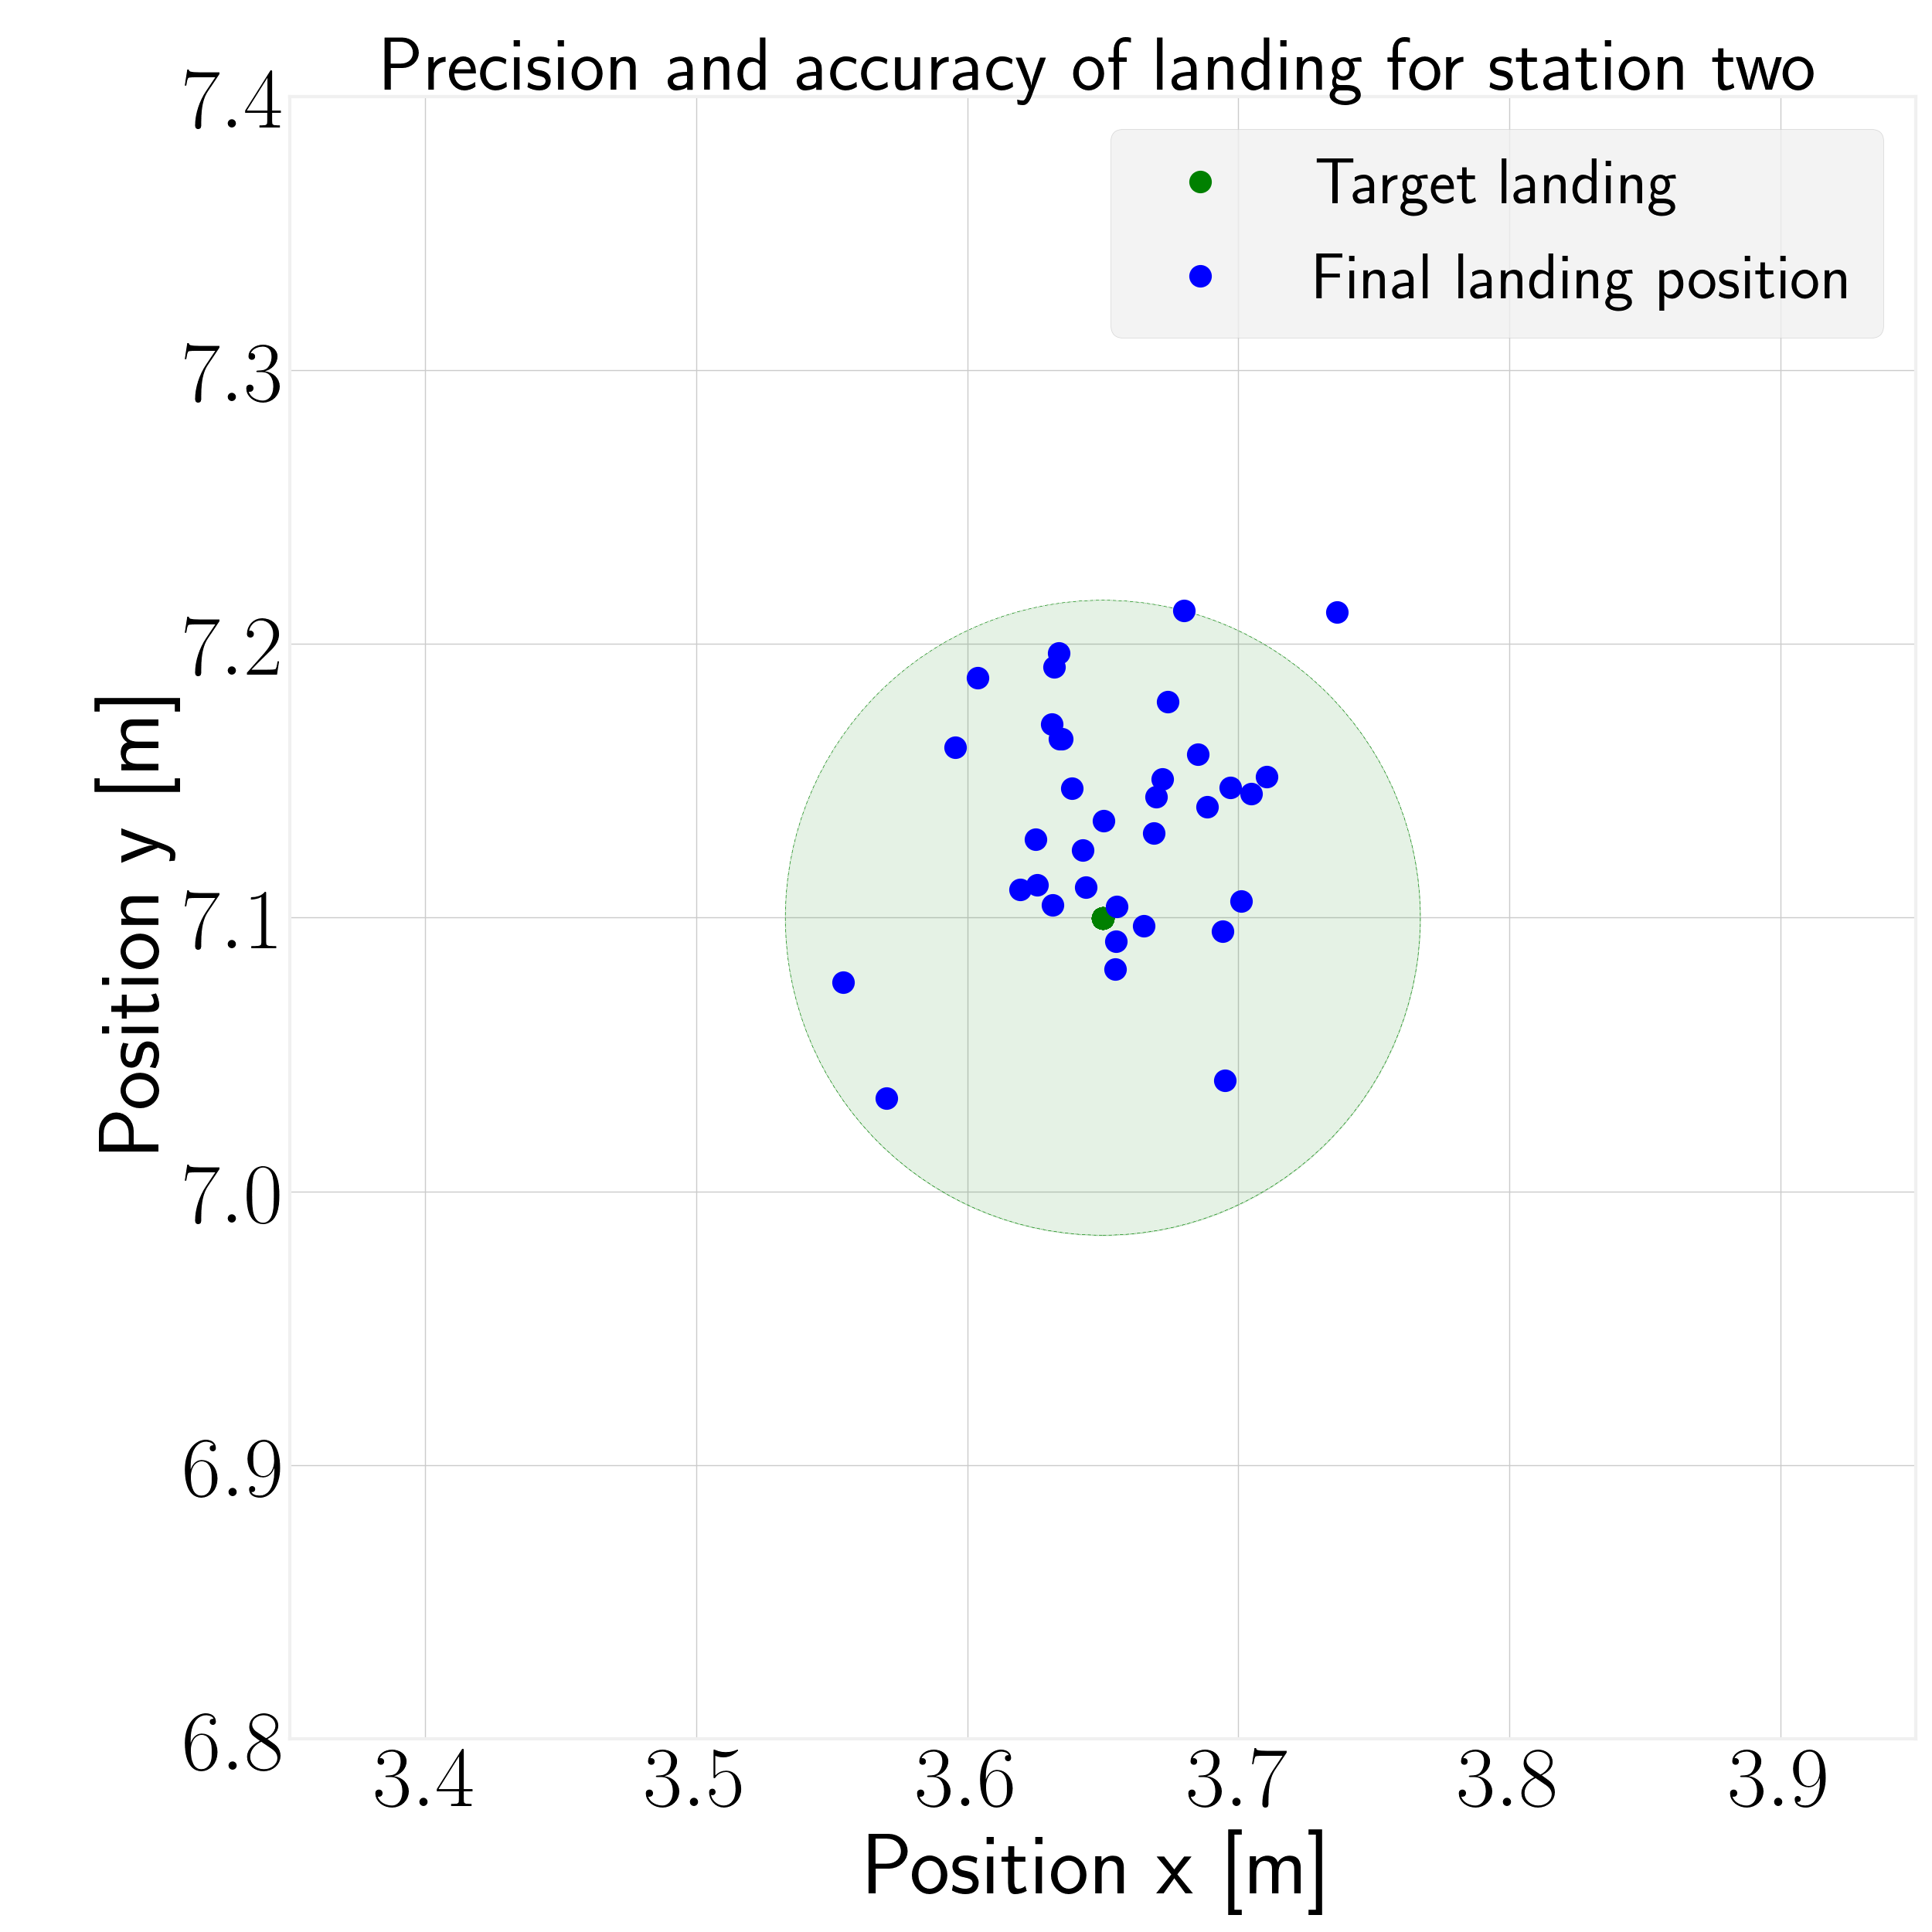 Precision and accuracy of landing for station two
Target landing
Final landing position
7.4
7.3
7.2
7.1
7.0
6.9
6.8
Position y [m]
3.4 3.5 3.6 3.7 3.8 3.9
Position x [m]